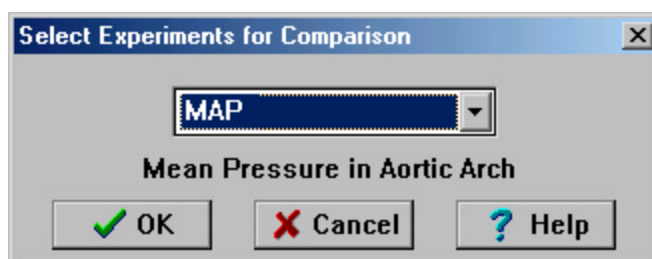 Select Experiments for Comparison
MAP
Mean Pressure in Aortic Arch
OK Cancel Help